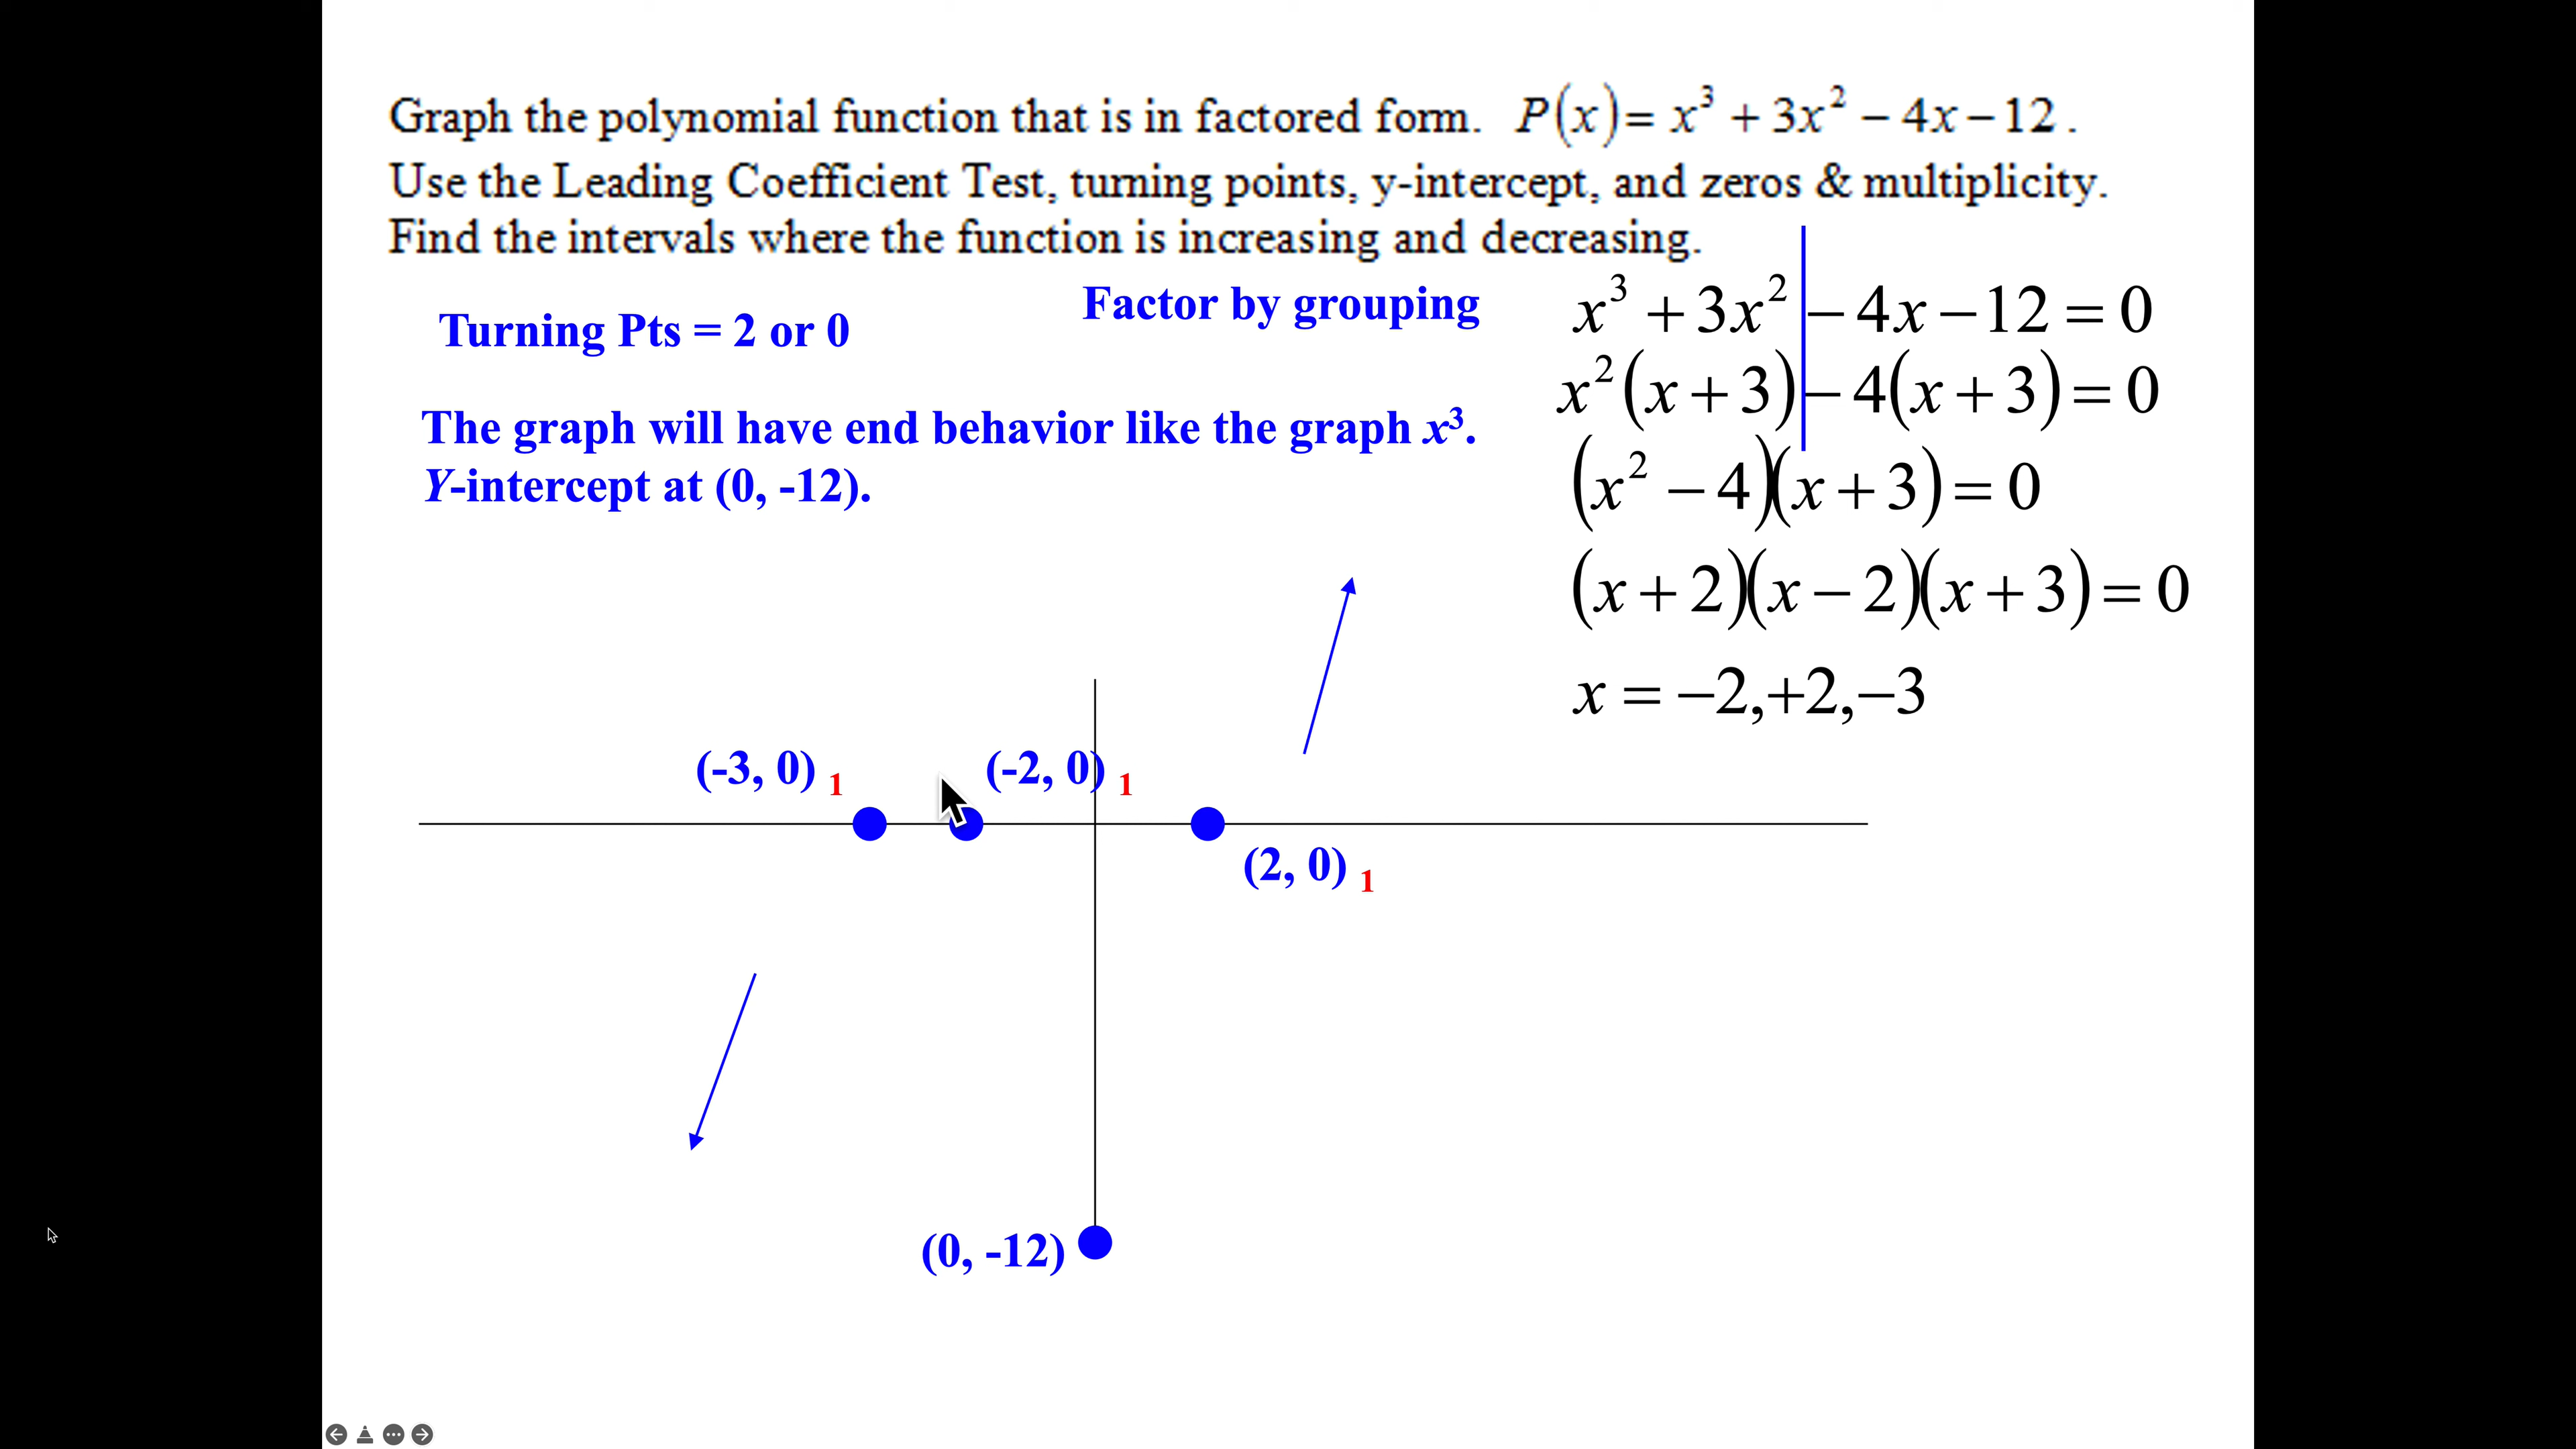 Graph the polynomial function that is in factored form. P(x) = x³ + 3x² − 4x − 12.
Use the Leading Coefficient Test, turning points, y-intercept, and zeros & multiplicity.
Find the intervals where the function is increasing and decreasing.
Turning Pts = 2 or 0
Factor by grouping
x³ + 3x² − 4x − 12 = 0
x²(x + 3) − 4(x + 3) = 0
The graph will have end behavior like the graph x³.
Y-intercept at (0, -12).
(x² − 4)(x + 3) = 0
(x + 2)(x − 2)(x + 3) = 0
x = −2,+2,−3
(-3, 0) 1
(-2, 0) 1
(2, 0) 1
(0, -12)